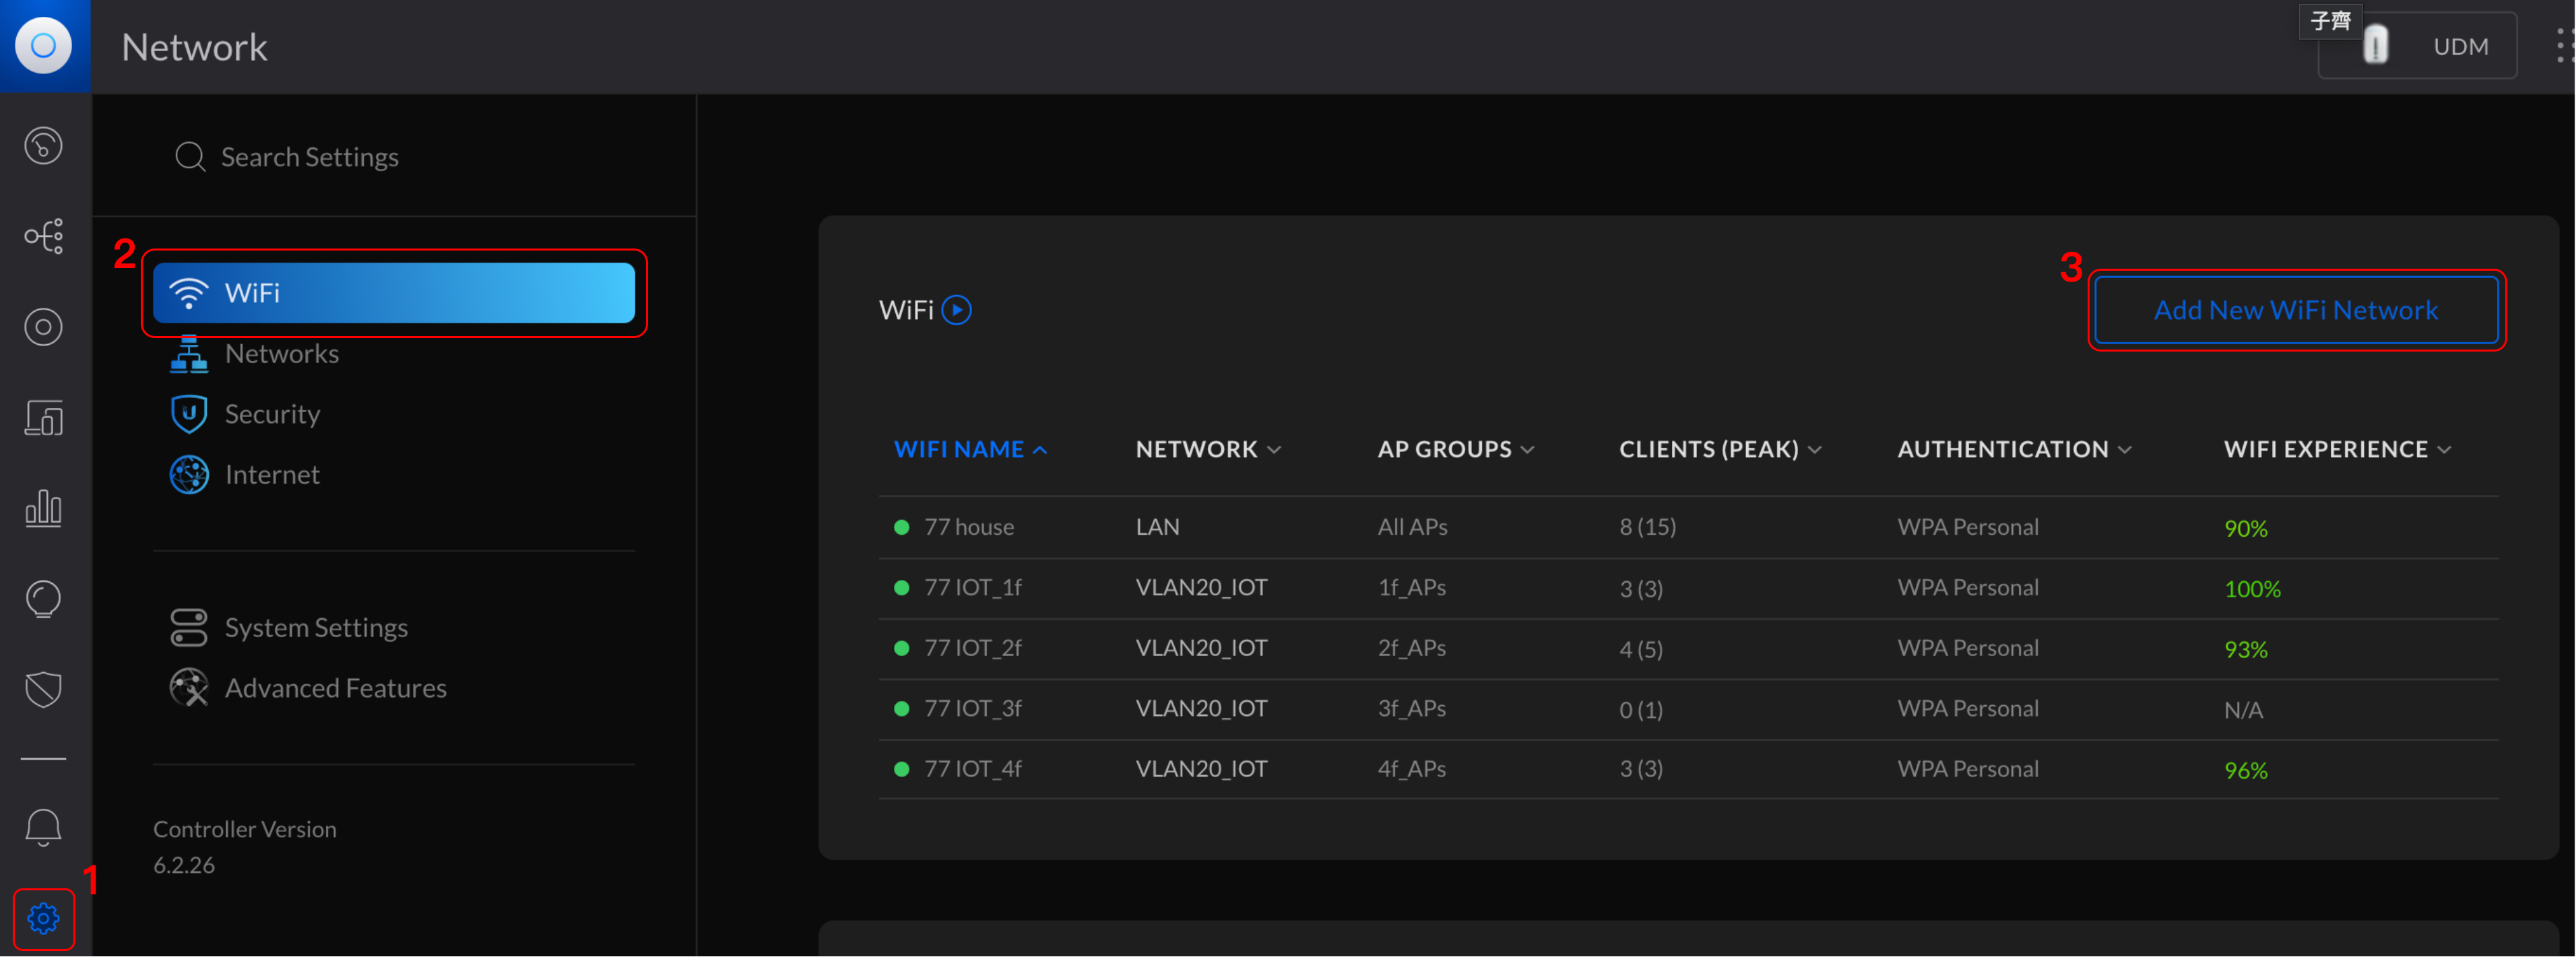 Network
子齊
UDM
Search Settings
2
WiFi
Networks
Security
Internet
System Settings
Advanced Features
Controller Version
6.2.26
1
WiFi
3
Add New WiFi Network
WIFI NAME NETWORK AP GROUPS CLIENTS (PEAK) AUTHENTICATION WIFI EXPERIENCE
77 house LAN All APs 8 (15) WPA Personal 90%
77 IOT_1f VLAN20_IOT 1f_APs 3 (3) WPA Personal 100%
77 IOT_2f VLAN20_IOT 2f_APs 4 (5) WPA Personal 93%
77 IOT_3f VLAN20_IOT 3f_APs 0 (1) WPA Personal N/A
77 IOT_4f VLAN20_IOT 4f_APs 3 (3) WPA Personal 96%